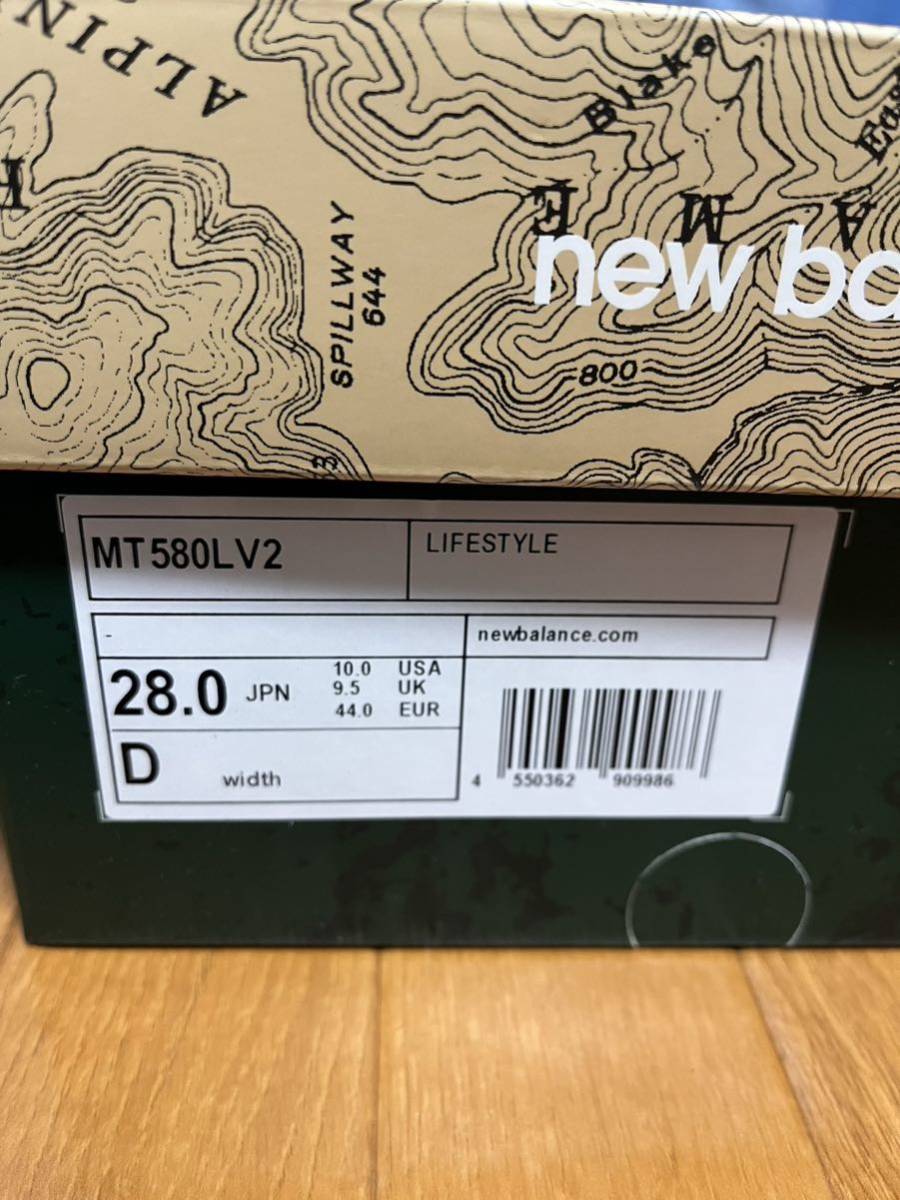 ALPIN
Blake
E M A
new ba
SPILLWAY
644
800
MT580LV2
LIFESTYLE
-
newbalance.com
28.0 JPN
10.0 USA
9.5 UK
44.0 EUR
D width
4 550362 909986